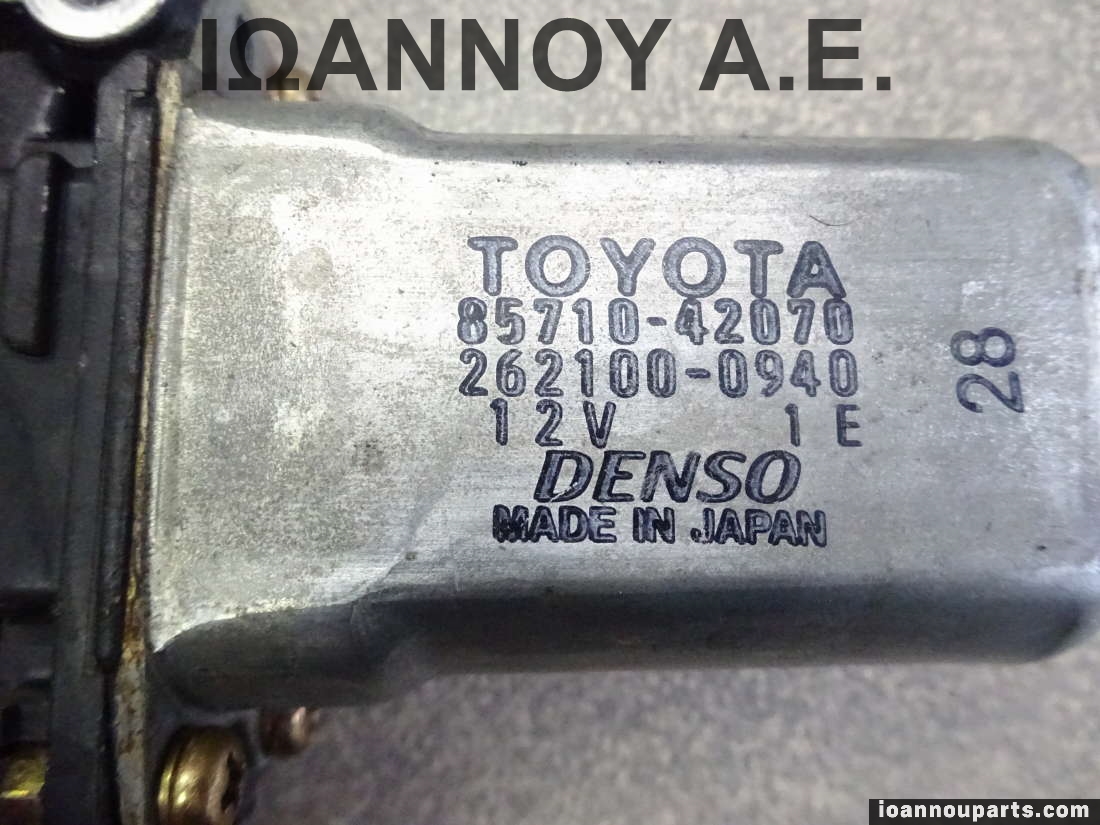 ΙΩΑΝΝΟΥ Α.Ε.
TOYOTA
85710-42070
262100-0940
12V 1E
DENSO
MADE IN JAPAN
28
ioannouparts.com